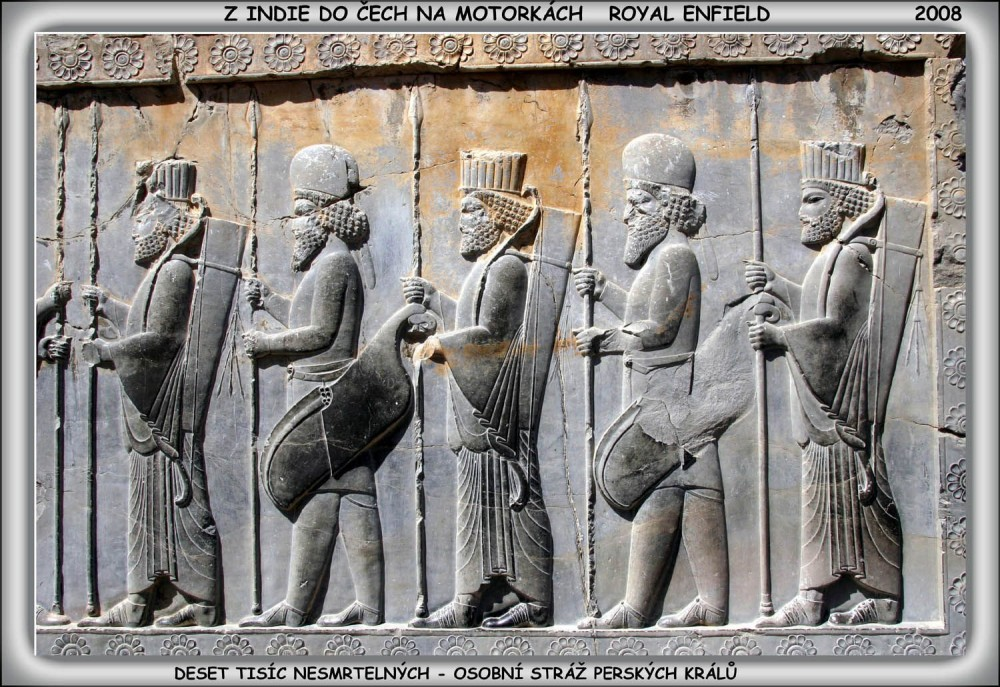 Z INDIE DO ČECH NA MOTORKÁCH ROYAL ENFIELD 2008
DESET TISÍC NESMRTELNÝCH - OSOBNÍ STRÁŽ PERSKÝCH KRÁLŮ